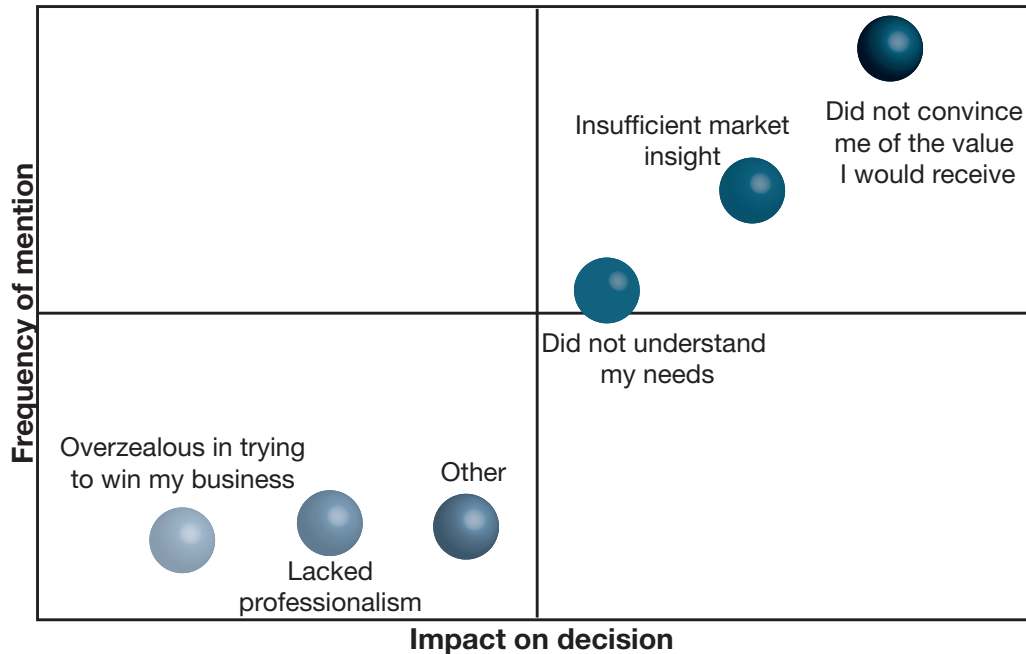 Frequency of mention
Did not convince
me of the value
I would receive
Insufficient market
insight
Did not understand
my needs
Overzealous in trying
to win my business
Other
Lacked
professionalism
Impact on decision